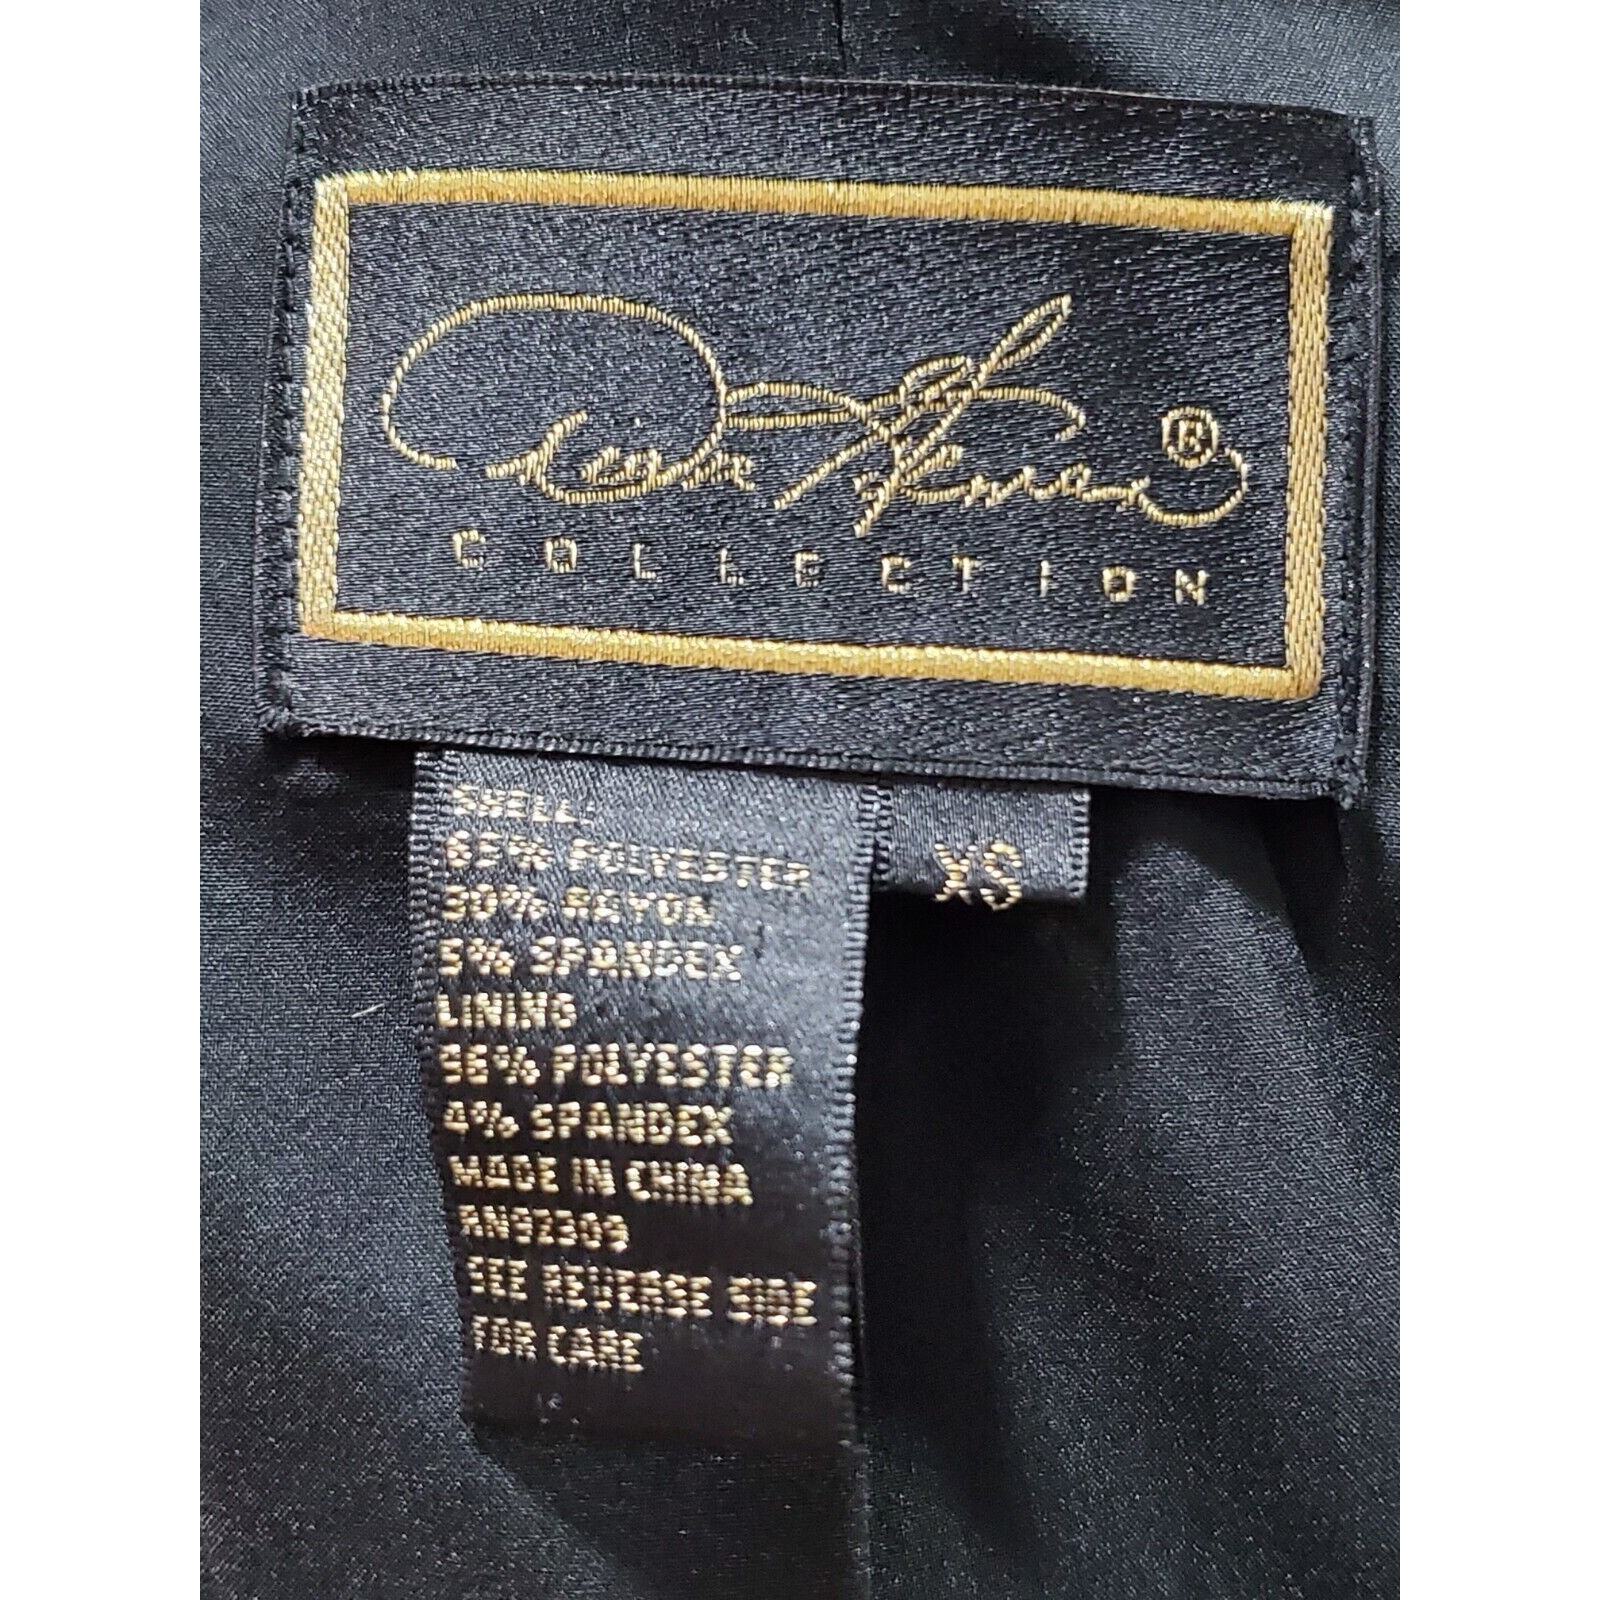 ®
COLLECTION
XS
SHELL:
65% POLYESTER
30% RAYON
5% SPANDEX
LINING
96% POLYESTER
4% SPANDEX
MADE IN CHINA
SEE REVERSE SIDE
FOR CARE